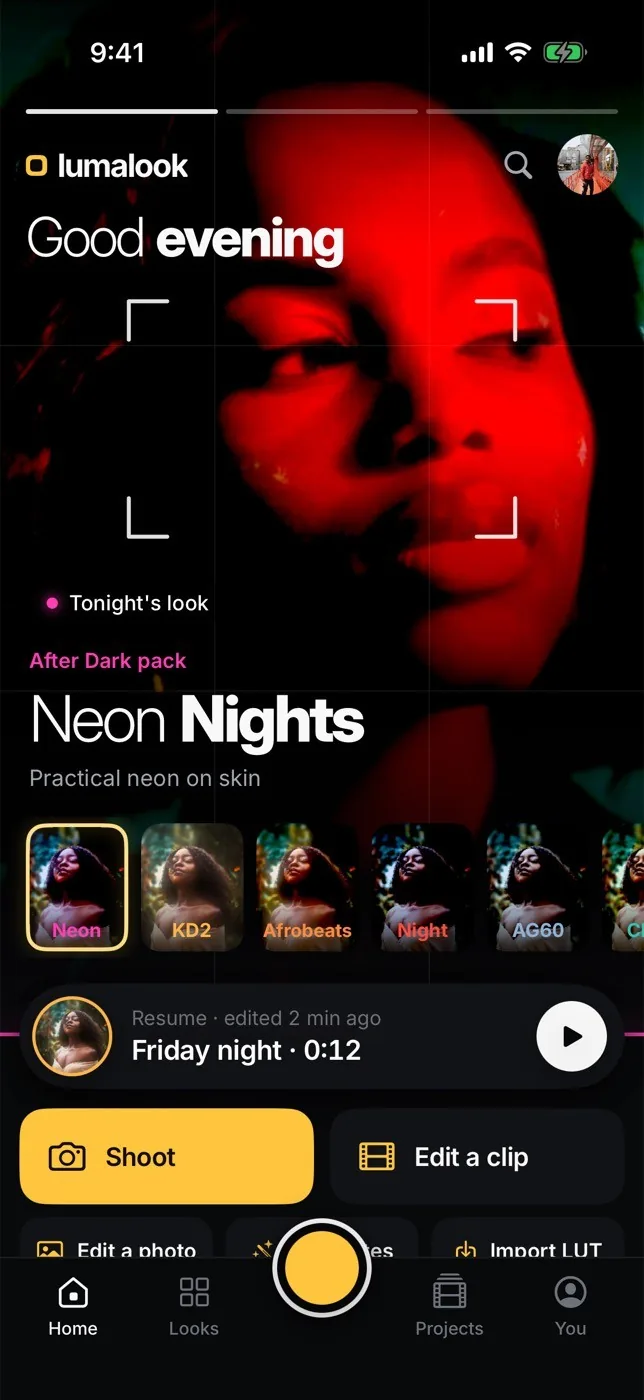 9:41
lumalook
Good evening
Tonight's look
After Dark pack
Neon Nights
Practical neon on skin
Neon
KD2
Afrobeats
Night
AG60
Resume · edited 2 min ago
Friday night · 0:12
Shoot
Edit a clip
Edit a photo
Import LUT
Home
Looks
Projects
You